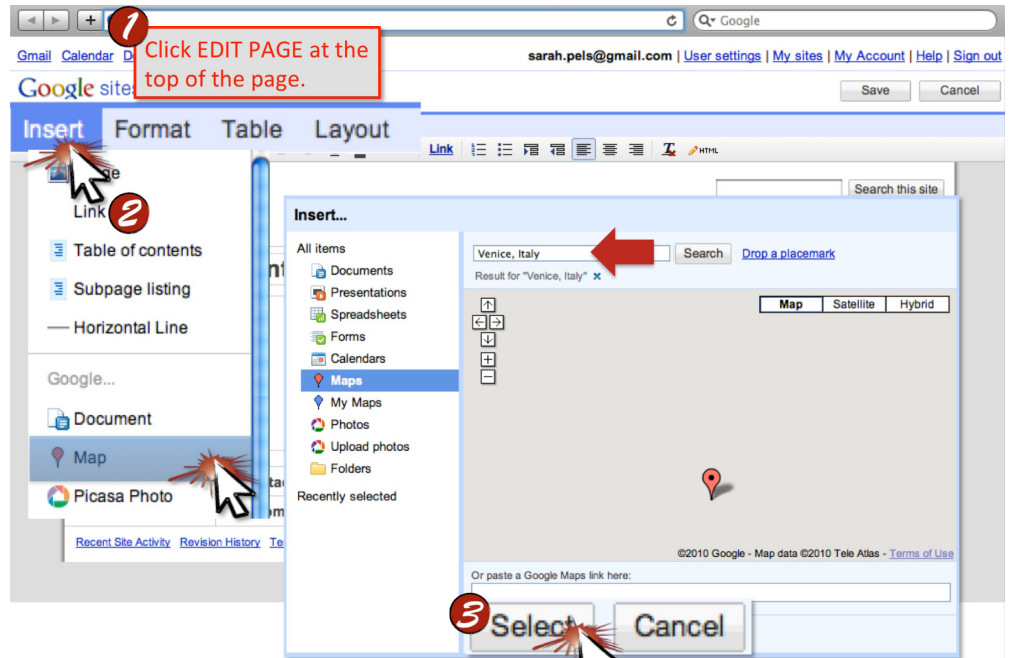 Google
1
Click EDIT PAGE at the
top of the page.
Gmail Calendar
sarah.pels@gmail.com | User settings | My sites | My Account | Help | Sign out
Google sites
Save Cancel
Insert Format Table Layout
Link HTML
Search this site
2
Link
Table of contents
Subpage listing
Horizontal Line
Google...
Document
Map
Picasa Photo
Recent Site Activity Revision History
Insert...
All items
Documents
Presentations
Spreadsheets
Forms
Calendars
Maps
My Maps
Photos
Upload photos
Folders
Recently selected
Venice, Italy Search Drop a placemark
Result for "Venice, Italy" x
Map Satellite Hybrid
©2010 Google - Map data ©2010 Tele Atlas - Terms of Use
Or paste a Google Maps link here:
3
Select Cancel